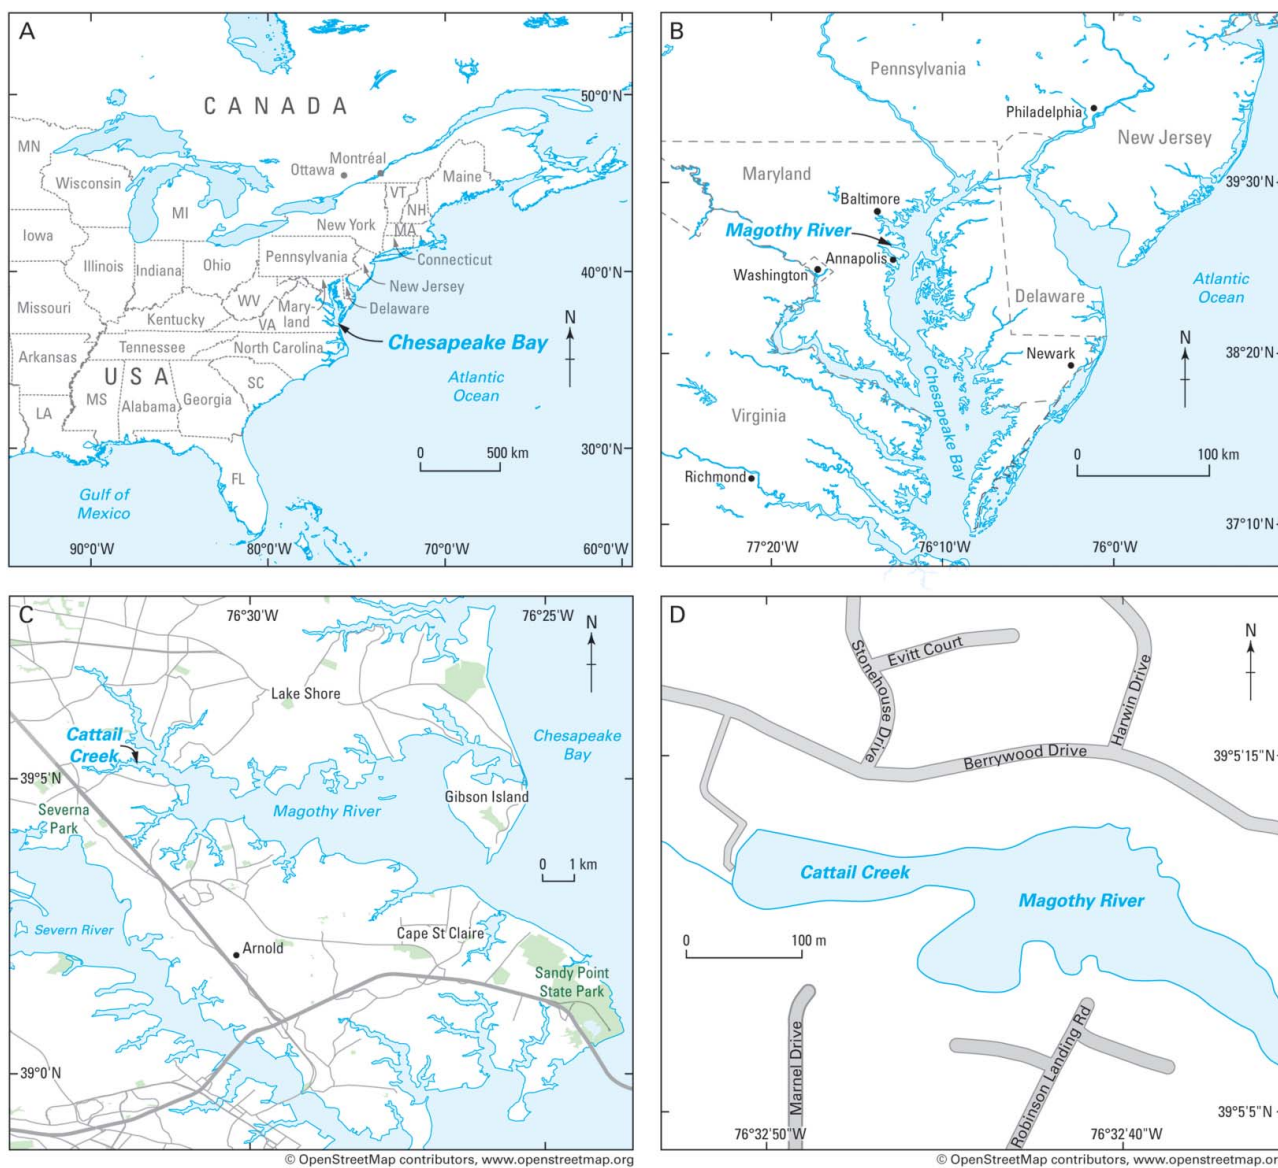 A
CANADA
50°0'N
MN
Montréal
Ottawa
Maine
Wisconsin
VT
NH
MI
New York
MA
Iowa
Pennsylvania
Connecticut
Illinois
Indiana
Ohio
40°0'N
New Jersey
Missouri
WV
Mary-
land
Delaware
Kentucky
VA
N
Tennessee
North Carolina
Chesapeake Bay
Arkansas
USA
SC
Atlantic
Ocean
MS
Alabama
Georgia
LA
0
500 km
30°0'N
FL
Gulf of
Mexico
90°0'W
80°0'W
70°0'W
60°0'W
B
Pennsylvania
Philadelphia
New Jersey
Maryland
39°30'N
Baltimore
Magothy River
Annapolis
Washington
Atlantic
Ocean
Delaware
N
Newark
38°20'N
Chesapeake Bay
Virginia
0
100 km
Richmond
37°10'N
77°20'W
76°10'W
76°0'W
C
76°30'W
76°25'W
N
Lake Shore
Cattail
Creek
Chesapeake
Bay
39°5'N
Gibson Island
Magothy River
Severna
Park
0
1 km
Severn River
Cape St Claire
Arnold
Sandy Point
State Park
39°0'N
© OpenStreetMap contributors, www.openstreetmap.org
D
N
Evitt Court
Stonehouse Drive
Harwin Drive
Berrywood Drive
39°5'15"N
Cattail Creek
Magothy River
0
100 m
Marnel Drive
Robinson Landing Rd
39°5'5"N
76°32'50"W
76°32'40"W
© OpenStreetMap contributors, www.openstreetmap.org